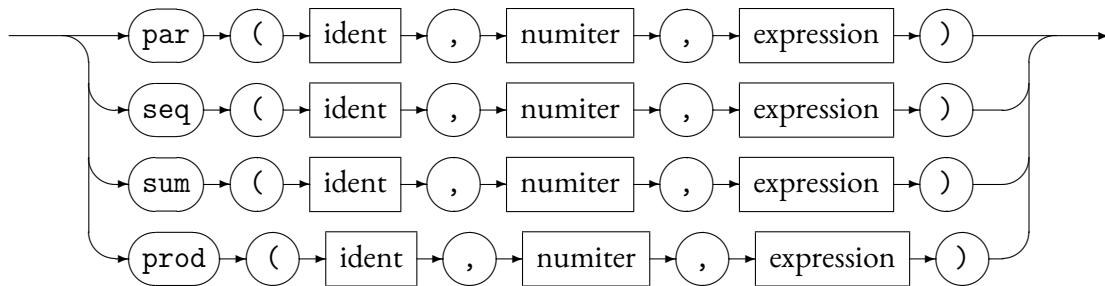 par ( ident , numiter , expression )
seq ( ident , numiter , expression )
sum ( ident , numiter , expression )
prod ( ident , numiter , expression )